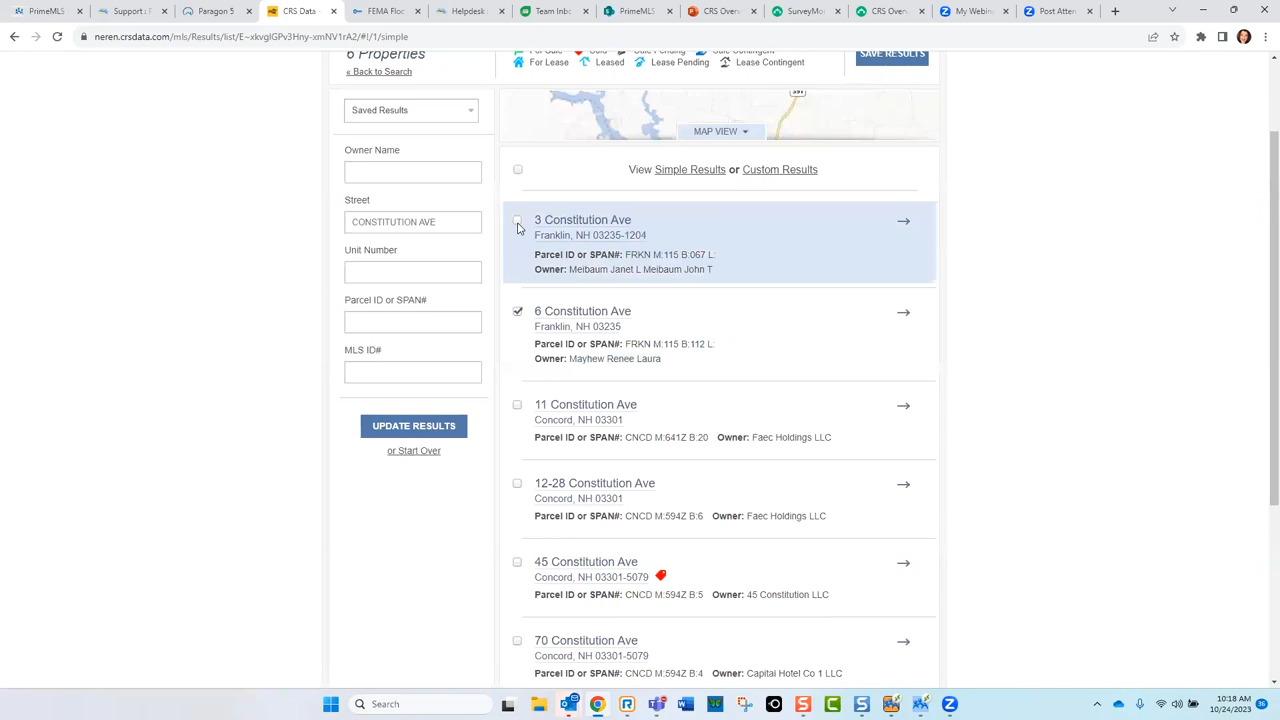 PrimeMLS
Support:
Paragon 5
CRS Data
FEMA Floc
Helpdesk
Team Inbo
PrimeMLS
SurveyMo
CRS Over
My Webin
Post Atten
neren.crsdata.com/mls/Results/list/E~xkvgIGPv3Hny-xmNV1rA2/#!/1/simple
6 Properties
« Back to Search
For Sale Sold Sale Pending Sale Contingent
For Lease Leased Lease Pending Lease Contingent
SAVE RESULTS
Saved Results
Owner Name
Street
CONSTITUTION AVE
Unit Number
Parcel ID or SPAN#
MLS ID#
UPDATE RESULTS
or Start Over
MAP VIEW
View Simple Results or Custom Results
3 Constitution Ave
Franklin, NH 03235-1204
Parcel ID or SPAN#: FRKN M:115 B:067 L:
Owner: Meibaum Janet L Meibaum John T
6 Constitution Ave
Franklin, NH 03235
Parcel ID or SPAN#: FRKN M:115 B:112 L:
Owner: Mayhew Renee Laura
11 Constitution Ave
Concord, NH 03301
Parcel ID or SPAN#: CNCD M:641Z B:20 Owner: Faec Holdings LLC
12-28 Constitution Ave
Concord, NH 03301
Parcel ID or SPAN#: CNCD M:594Z B:6 Owner: Faec Holdings LLC
45 Constitution Ave
Concord, NH 03301-5079
Parcel ID or SPAN#: CNCD M:594Z B:5 Owner: 45 Constitution LLC
70 Constitution Ave
Concord, NH 03301-5079
Parcel ID or SPAN#: CNCD M:594Z B:4 Owner: Capital Hotel Co 1 LLC
Search
10:18 AM
10/24/2023
36